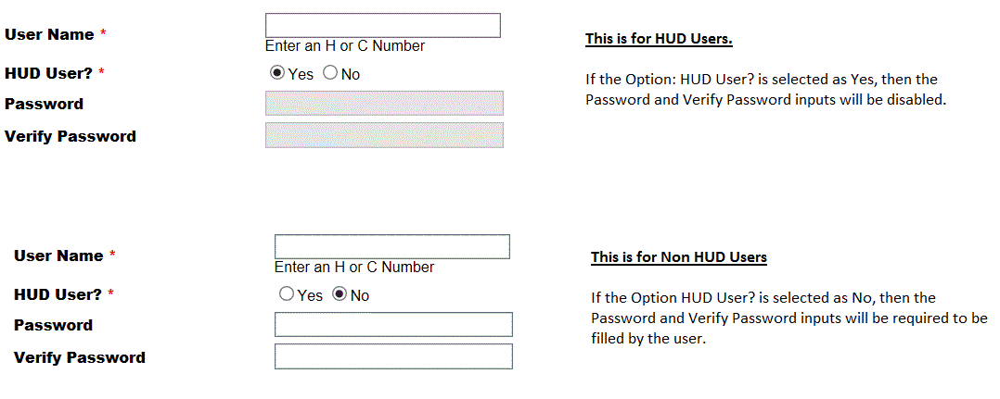 User Name *
Enter an H or C Number
HUD User? *
Yes No
Password
Verify Password
This is for HUD Users.
If the Option: HUD User? is selected as Yes, then the
Password and Verify Password inputs will be disabled.
User Name *
Enter an H or C Number
HUD User? *
Yes No
Password
Verify Password
This is for Non HUD Users
If the Option HUD User? is selected as No, then the
Password and Verify Password inputs will be required to be
filled by the user.